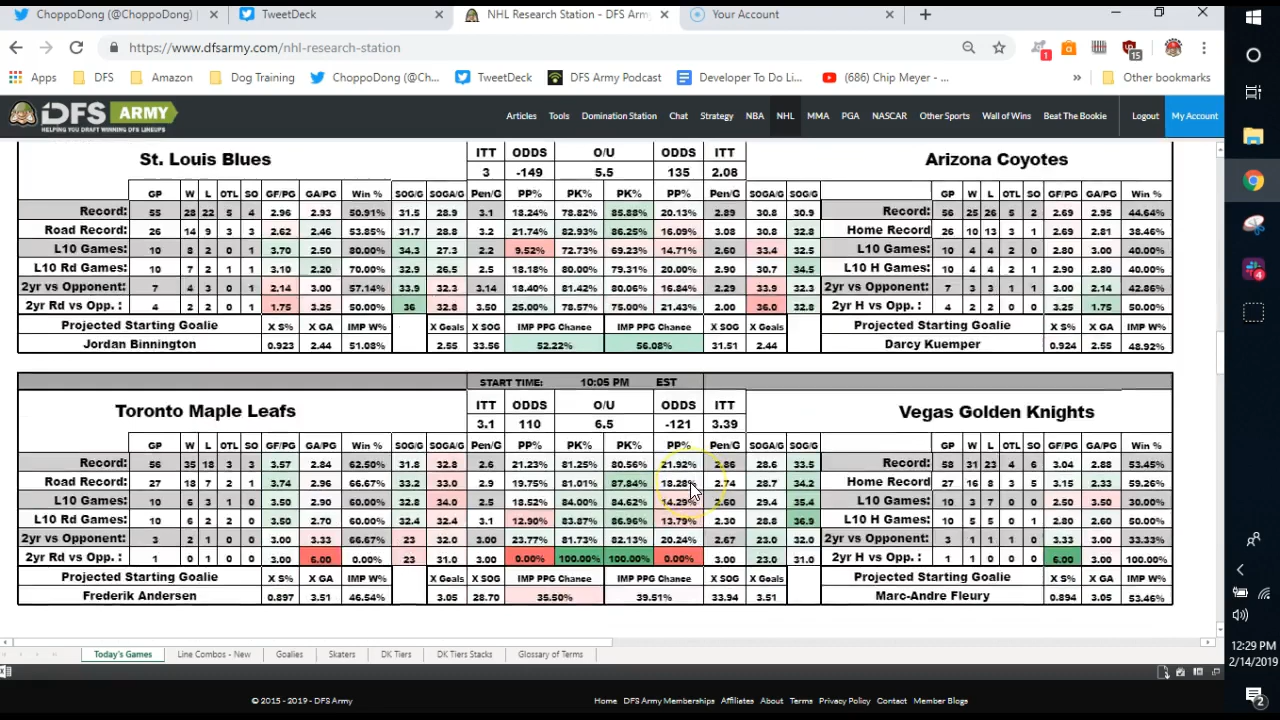 ChoppoDong (@ChoppoDong) TweetDeck NHL Research Station - DFS Arm Your Account
https://www.dfsarmy.com/nhl-research-station
Apps DFS Amazon Dog Training ChoppoDong (@Ch... TweetDeck DFS Army Podcast Developer To Do Li... (686) Chip Meyer -... Other bookmarks
DFS ARMY
HELPING YOU DRAFT WINNING DFS LINEUPS
Articles Tools Domination Station Chat Strategy NBA NHL MMA PGA NASCAR Other Sports Wall of Wins Beat The Bookie Logout My Account
St. Louis Blues ITT ODDS O/U ODDS ITT Arizona Coyotes
3 -149 5.5 135 2.08
GP W L OTL SO GF/PG GA/PG Win % SOG/G SOGA/G Pen/G PP% PK% PK% PP% Pen/G SOGA/G SOG/G GP W L OTL SO GF/PG GA/PG Win %
Record: 55 28 22 5 4 2.96 2.93 50.91% 31.5 28.9 3.1 18.24% 78.82% 85.88% 20.13% 2.89 30.8 30.9 Record: 56 25 26 5 2 2.69 2.95 44.64%
Road Record: 26 14 9 3 3 2.62 2.46 53.85% 31.7 28.8 3.2 21.74% 82.93% 86.25% 16.09% 3.08 30.8 32.8 Home Record 26 10 13 3 1 2.69 2.81 38.46%
L10 Games: 10 8 2 0 1 3.70 2.50 80.00% 34.3 27.3 2.2 9.52% 72.73% 69.23% 14.71% 2.60 33.4 32.5 L10 Games: 10 4 4 2 0 2.80 3.00 40.00%
L10 Rd Games: 10 7 2 1 1 3.10 2.20 70.00% 32.9 26.5 2.5 18.18% 80.00% 79.31% 20.00% 2.90 30.7 34.5 L10 H Games: 10 4 4 2 1 2.90 2.80 40.00%
2yr vs Opponent: 7 4 3 0 1 2.14 3.00 57.14% 33.9 32.3 3.14 18.40% 81.42% 80.06% 16.84% 2.29 33.9 32.3 2yr vs Opponent: 7 3 3 1 1 3.00 2.14 42.86%
2yr Rd vs Opp. : 4 2 2 0 1 1.75 3.25 50.00% 36 32.8 3.50 25.00% 78.57% 75.00% 21.43% 2.00 36.0 32.8 2yr H vs Opp. : 4 2 2 0 0 3.25 1.75 50.00%
Projected Starting Goalie X S% X GA IMP W% X Goals X SOG IMP PPG Chance IMP PPG Chance X SOG X Goals Projected Starting Goalie X S% X GA IMP W%
Jordan Binnington 0.923 2.44 51.08% 2.55 33.56 52.22% 56.08% 31.51 2.44 Darcy Kuemper 0.924 2.55 48.92%
START TIME: 10:05 PM EST
Toronto Maple Leafs ITT ODDS O/U ODDS ITT Vegas Golden Knights
3.1 110 6.5 -121 3.39
GP W L OTL SO GF/PG GA/PG Win % SOG/G SOGA/G Pen/G PP% PK% PK% PP% Pen/G SOGA/G SOG/G GP W L OTL SO GF/PG GA/PG Win %
Record: 56 35 18 3 3 3.57 2.84 62.50% 31.8 32.8 2.6 21.23% 81.25% 80.56% 21.92% 2.86 28.6 33.5 Record: 58 31 23 4 6 3.04 2.88 53.45%
Road Record: 27 18 7 2 1 3.74 2.96 66.67% 33.2 33.0 2.9 19.75% 81.01% 87.84% 18.28% 2.74 28.7 34.2 Home Record 27 16 8 3 5 3.15 2.33 59.26%
L10 Games: 10 6 3 1 0 3.50 2.90 60.00% 32.8 34.0 2.5 18.52% 84.00% 84.62% 14.29% 2.60 29.4 35.4 L10 Games: 10 3 7 0 0 2.50 3.50 30.00%
L10 Rd Games: 10 6 2 2 0 3.50 2.70 60.00% 32.4 32.4 3.1 12.90% 83.87% 86.96% 13.79% 2.30 28.8 36.9 L10 H Games: 10 5 5 0 1 2.80 2.60 50.00%
2yr vs Opponent: 3 2 1 0 1 3.00 3.33 66.67% 23 32.0 3.00 23.77% 81.73% 82.13% 20.24% 2.67 23.0 32.0 2yr vs Opponent: 3 1 1 1 0 3.33 3.00 33.33%
2yr Rd vs Opp. : 1 0 1 0 0 3.00 6.00 0.00% 23 31.0 3.00 0.00% 100.00% 100.00% 0.00% 3.00 23.0 31.0 2yr H vs Opp. : 1 1 0 0 0 6.00 3.00 100.00%
Projected Starting Goalie X S% X GA IMP W% X Goals X SOG IMP PPG Chance IMP PPG Chance X SOG X Goals Projected Starting Goalie X S% X GA IMP W%
Frederik Andersen 0.897 3.51 46.54% 3.05 28.70 35.50% 39.51% 33.94 3.51 Marc-Andre Fleury 0.894 3.05 53.46%
Today's Games Line Combos - New Goalies Skaters DK Tiers DK Tiers Stacks Glossary of Terms
© 2015 - 2019 - DFS Army Home DFS Army Memberships Affiliates About Terms Privacy Policy Contact Member Blogs
1
15
4
12:29 PM
2/14/2019
2